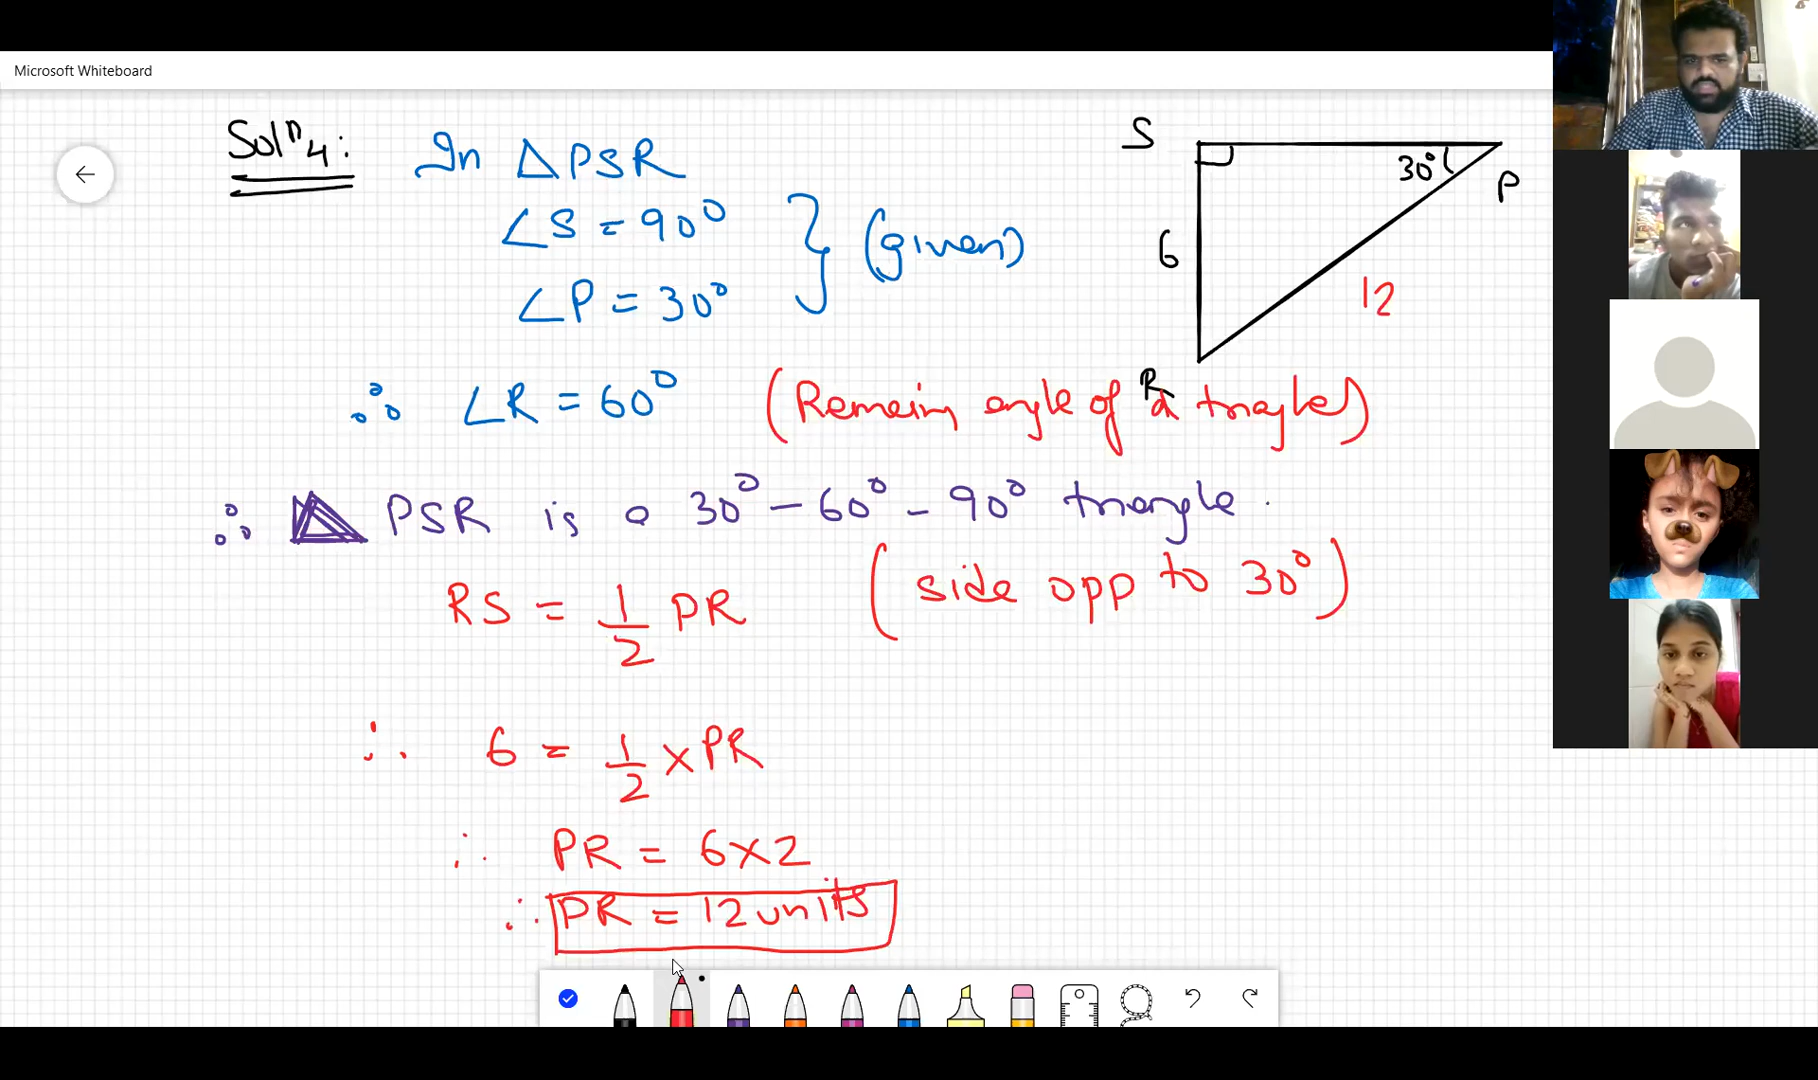 Microsoft Whiteboard
Solⁿ 4:
In △PSR
∠S = 90°
∠P = 30°
} (given)
S
30°
P
6
12
R
∴ ∠R = 60° (Remain angle of a triangles)
∴ △ PSR is a 30° – 60° – 90° triangle.
RS = 1/2 PR (side opp to 30°)
∴ 6 = 1/2 × PR
∴ PR = 6×2
∴ PR = 12 units